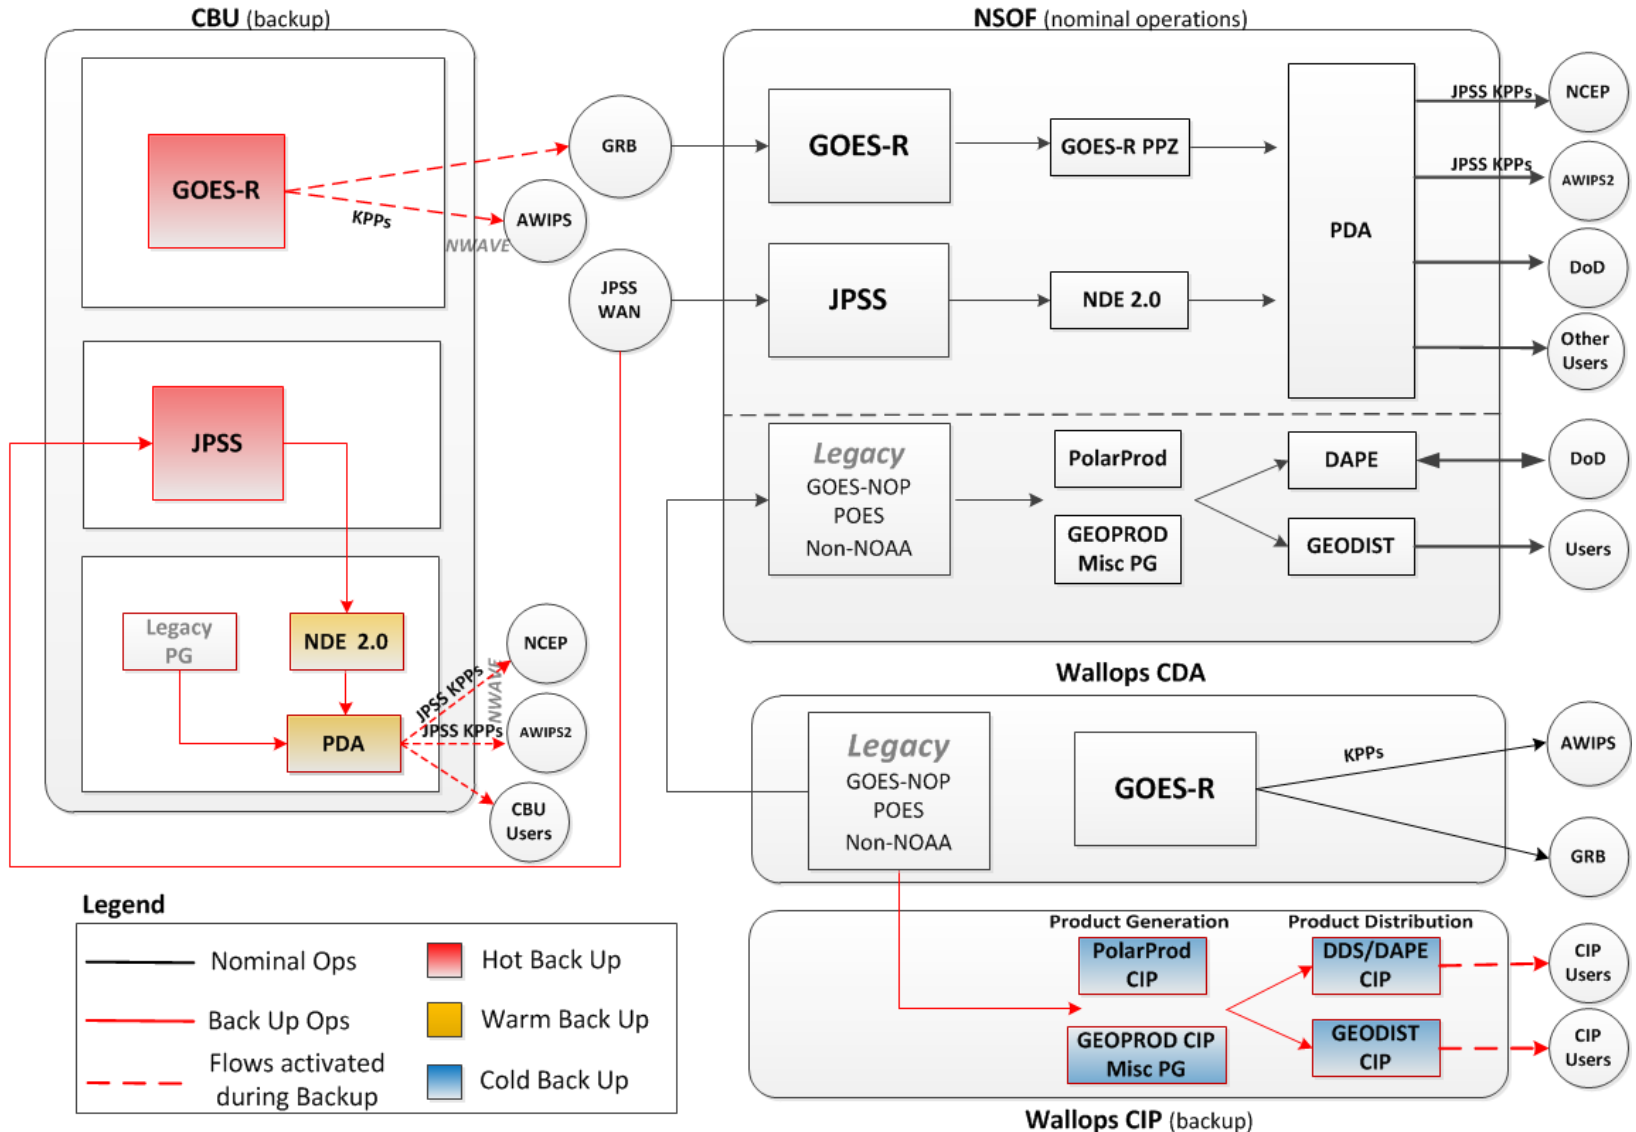 CBU (backup)
GOES-R
KPPs
NWAVE
GRB
AWIPS
JPSS
WAN
JPSS
Legacy
PG
NDE 2.0
PDA
JPSS KPPs
NWAVE
JPSS KPPs
NCEP
AWIPS2
CBU
Users
NSOF (nominal operations)
GOES-R
GOES-R PPZ
JPSS
NDE 2.0
PDA
JPSS KPPs
NCEP
JPSS KPPs
AWIPS2
DoD
Other
Users
Legacy
GOES-NOP
POES
Non-NOAA
PolarProd
GEOPROD
Misc PG
DAPE
GEODIST
DoD
Users
Wallops CDA
Legacy
GOES-NOP
POES
Non-NOAA
GOES-R
KPPs
AWIPS
GRB
Product Generation
Product Distribution
PolarProd
CIP
DDS/DAPE
CIP
CIP
Users
GEOPROD CIP
Misc PG
GEODIST
CIP
CIP
Users
Wallops CIP (backup)
Legend
Nominal Ops
Hot Back Up
Back Up Ops
Warm Back Up
Flows activated
during Backup
Cold Back Up